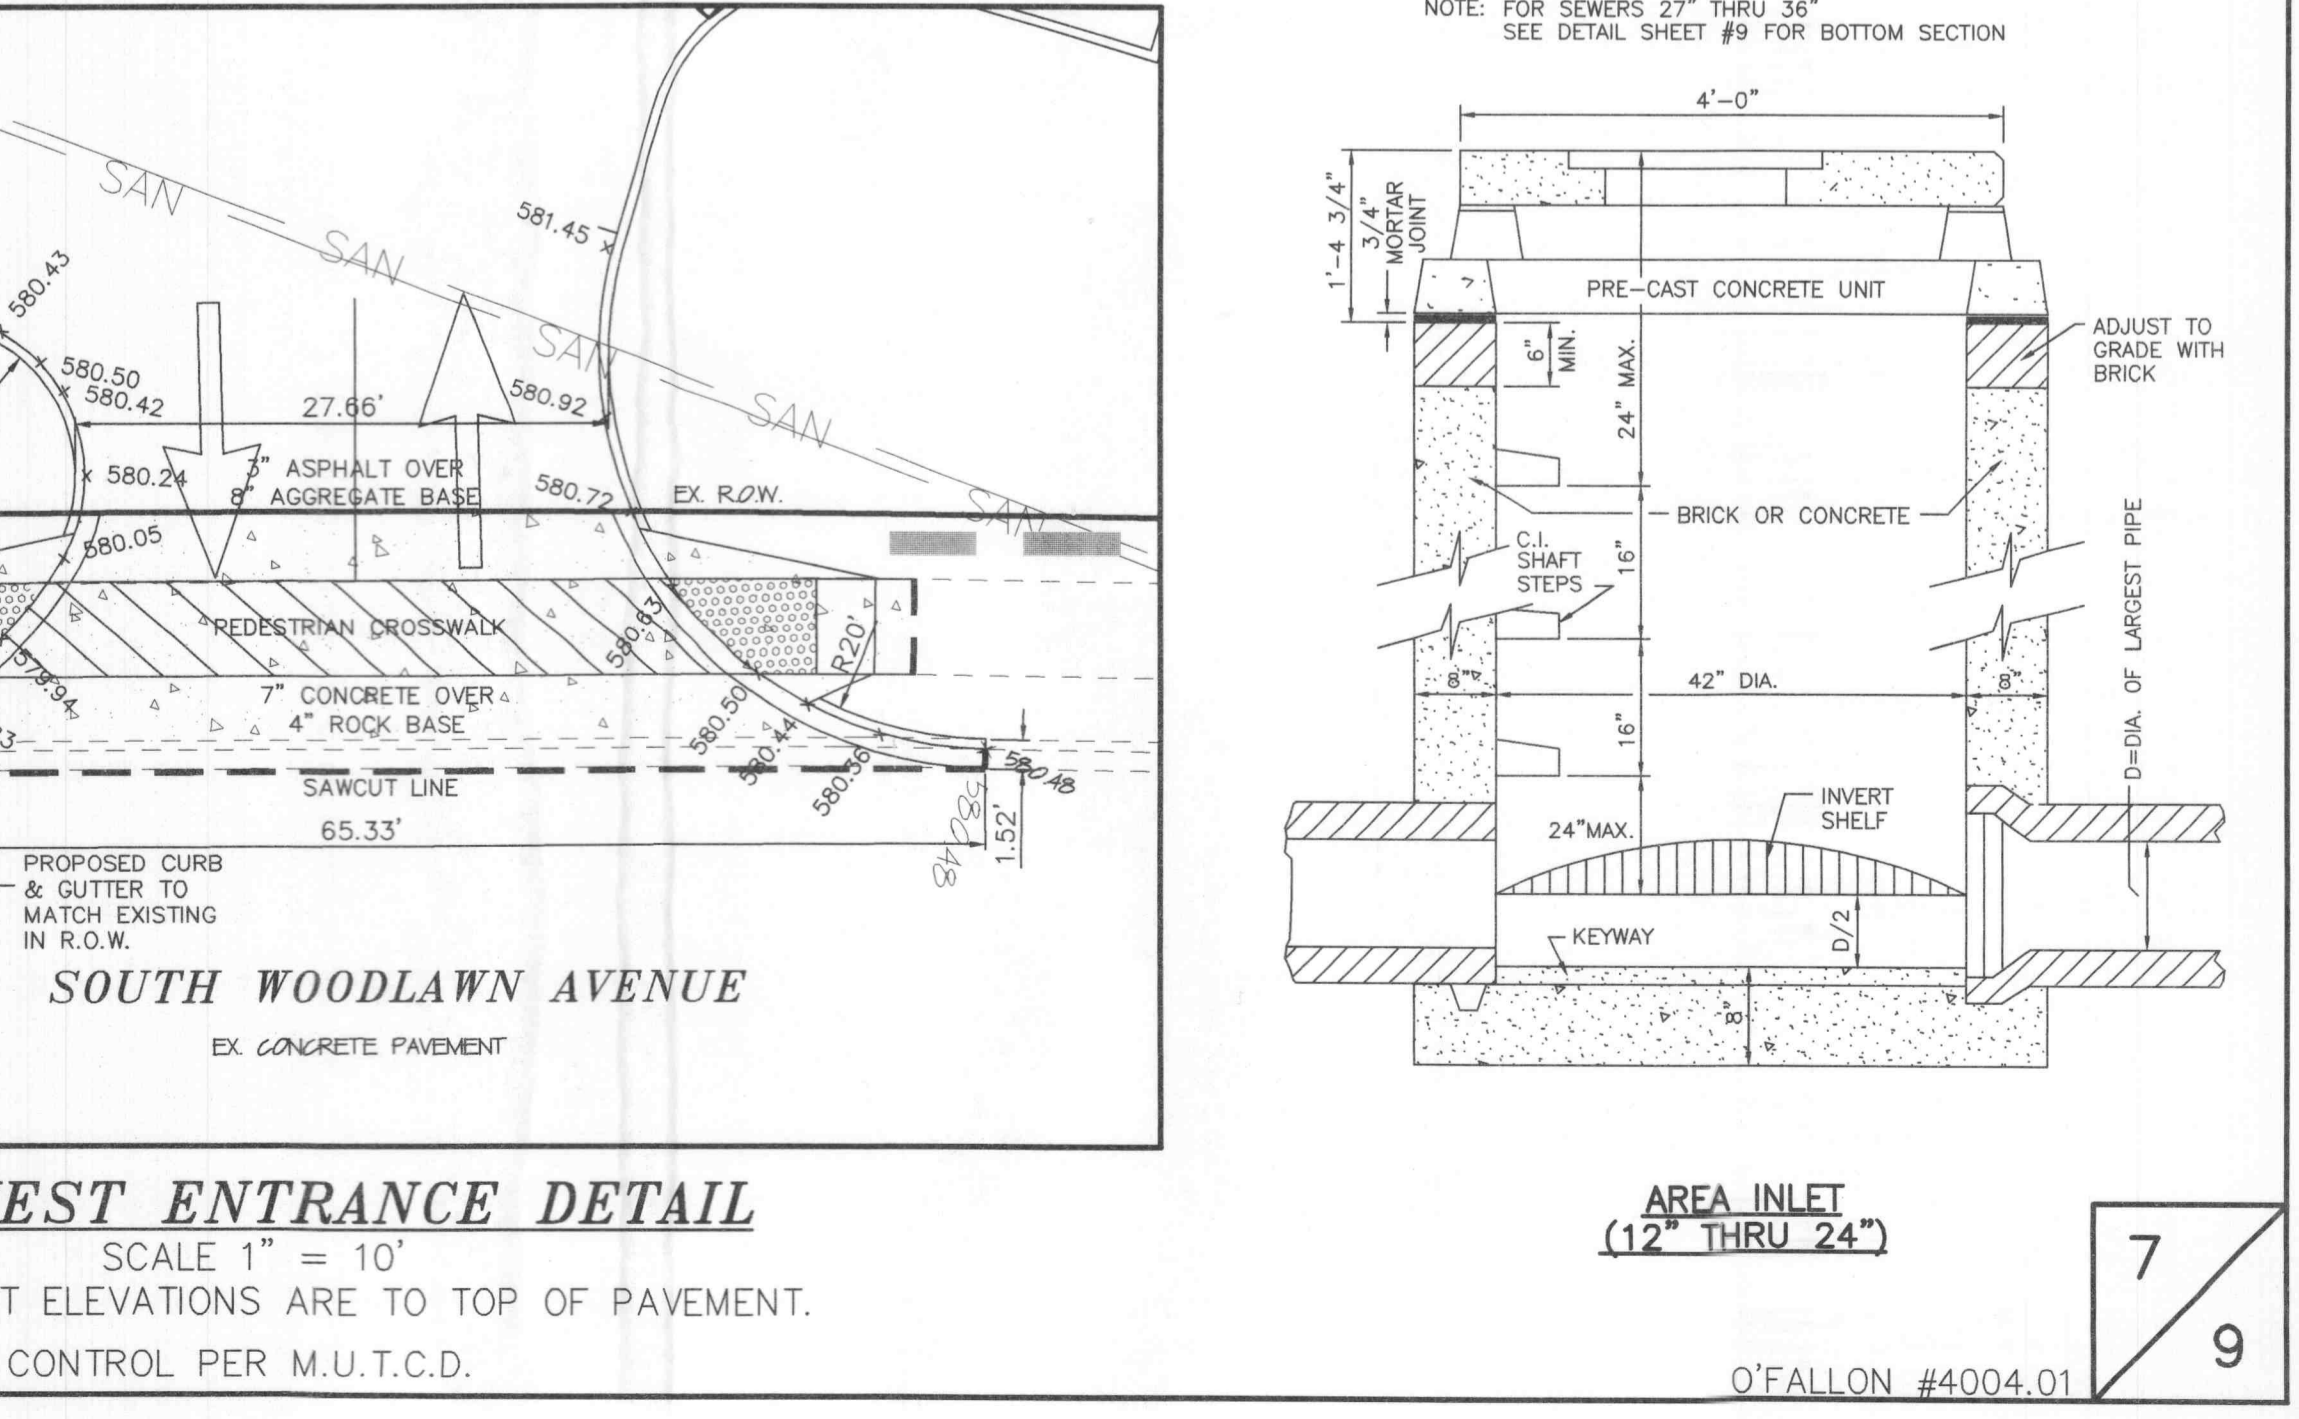 NOTE: FOR SEWERS 27" THRU 36"
SEE DETAIL SHEET #9 FOR BOTTOM SECTION
SAN
SAN
SAN
SAN
SAN
581.45
580.43
580.50
580.42
27.66'
580.92
580.24
3" ASPHALT OVER
8" AGGREGATE BASE
580.72
EX. R.O.W.
580.05
PEDESTRIAN CROSSWALK
580.63
R20'
579.94
7" CONCRETE OVER
4" ROCK BASE
580.50
580.44
580.36
580.48
580.48
SAWCUT LINE
65.33'
1.52'
PROPOSED CURB
& GUTTER TO
MATCH EXISTING
IN R.O.W.
SOUTH WOODLAWN AVENUE
EX. CONCRETE PAVEMENT
ENTRANCE DETAIL
SCALE 1" = 10'
ELEVATIONS ARE TO TOP OF PAVEMENT.
CONTROL PER M.U.T.C.D.
4'-0"
1'-4 3/4"
3/4"
MORTAR
JOINT
PRE-CAST CONCRETE UNIT
6"
MIN.
24" MAX.
ADJUST TO
GRADE WITH
BRICK
BRICK OR CONCRETE
C.I.
SHAFT
STEPS
16"
8"
42" DIA.
8"
16"
D=DIA. OF LARGEST PIPE
24"MAX.
INVERT
SHELF
KEYWAY
D/2
8"
AREA INLET
(12" THRU 24")
7
9
O'FALLON #4004.01